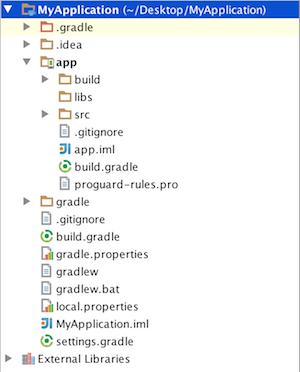 MyApplication (~/Desktop/MyApplication)
.gradle
.idea
app
build
libs
src
.gitignore
app.iml
build.gradle
proguard-rules.pro
gradle
.gitignore
build.gradle
gradle.properties
gradlew
gradlew.bat
local.properties
MyApplication.iml
settings.gradle
External Libraries